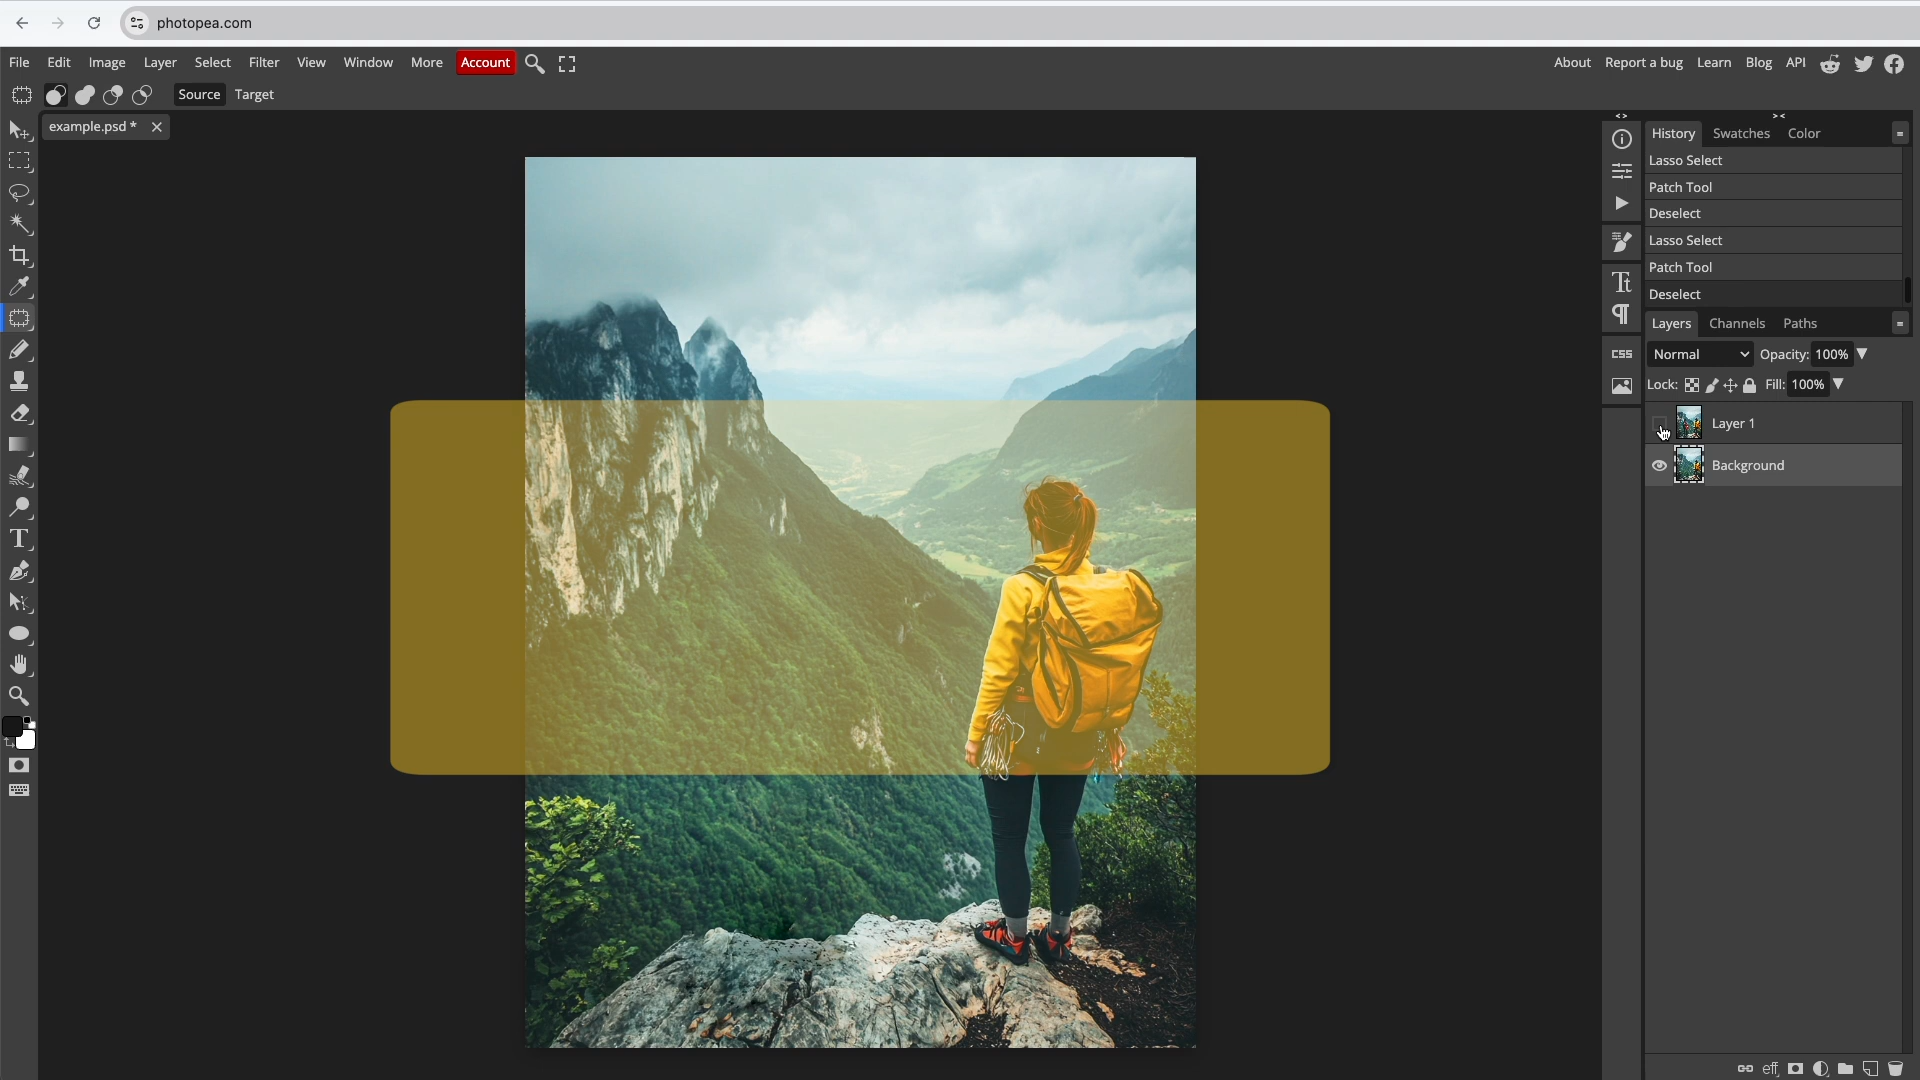 photopea.com
File Edit Image Layer Select Filter View Window More Account
About Report a bug Learn Blog API
Source Target
example.psd *
History Swatches Color
Lasso Select
Patch Tool
Deselect
Lasso Select
Patch Tool
Deselect
Layers Channels Paths
CSS
Normal Opacity: 100%
Lock: Fill: 100%
Layer 1
Background
eff